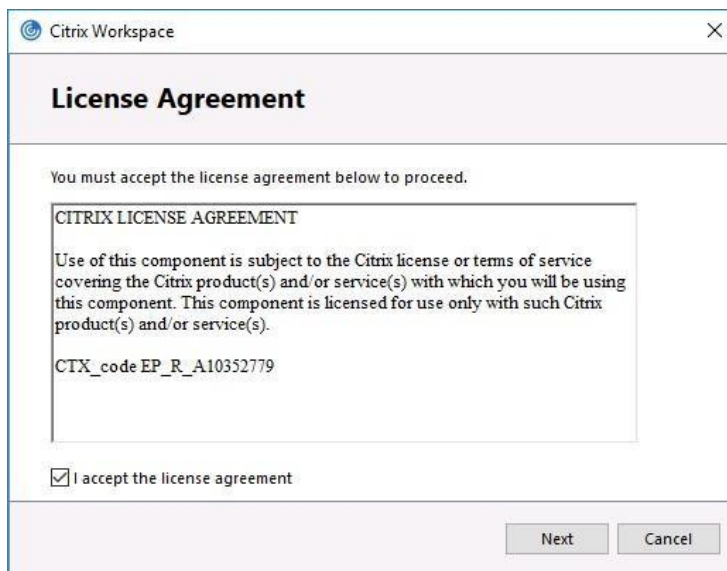 Citrix Workspace
License Agreement
You must accept the license agreement below to proceed.
CITRIX LICENSE AGREEMENT
Use of this component is subject to the Citrix license or terms of service
covering the Citrix product(s) and/or service(s) with which you will be using
this component. This component is licensed for use only with such Citrix
product(s) and/or service(s).
CTX_code EP_R_A10352779
I accept the license agreement
Next
Cancel